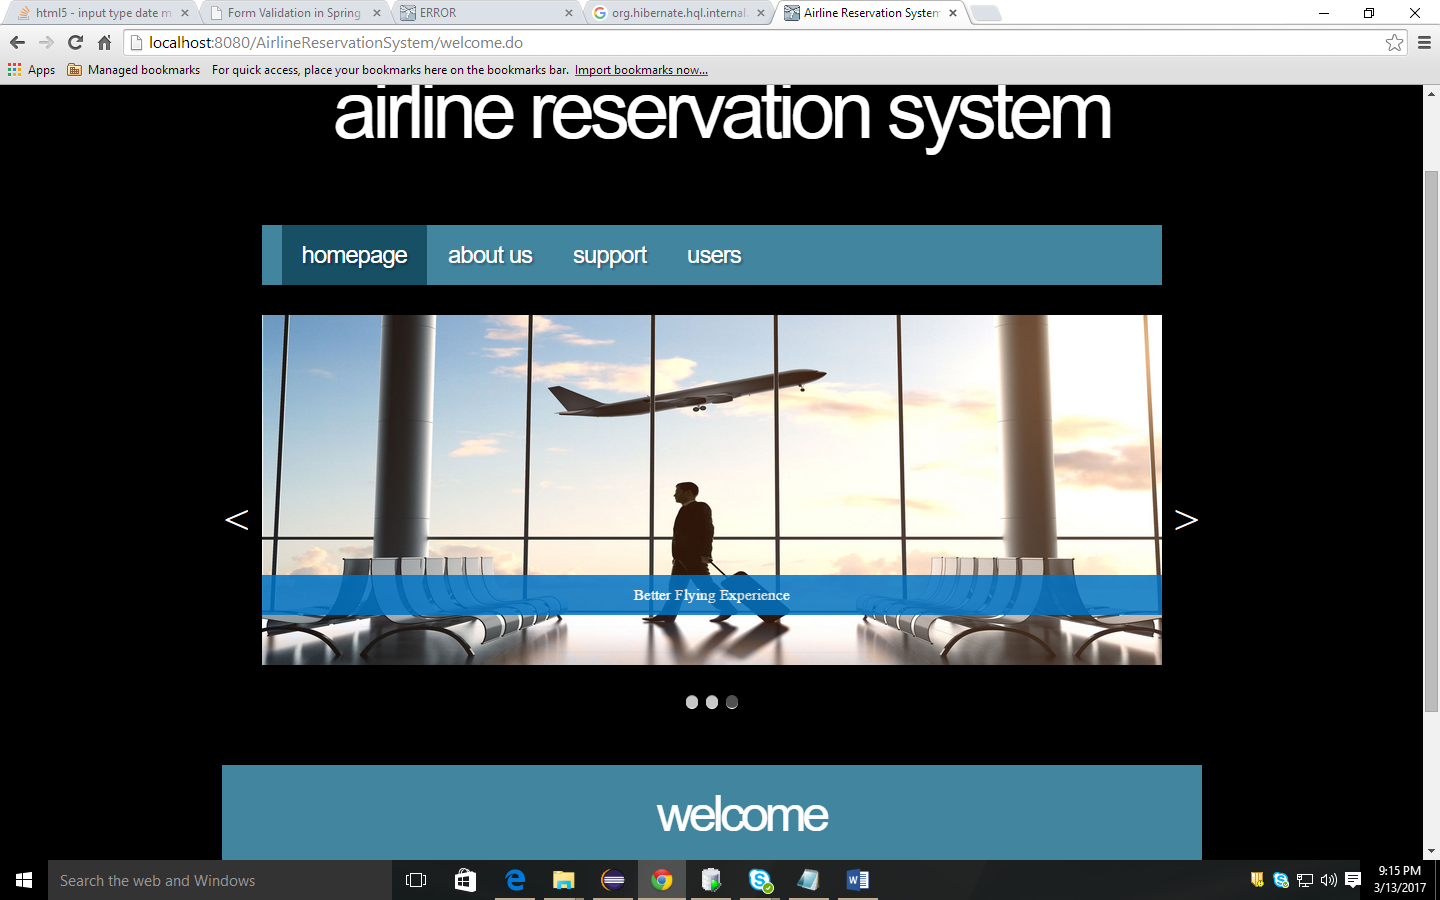 html5 - input type date m
Form Validation in Spring
ERROR
org.hibernate.hql.internal.
Airline Reservation System
localhost:8080/AirlineReservationSystem/welcome.do
Apps
Managed bookmarks
For quick access, place your bookmarks here on the bookmarks bar. Import bookmarks now...
airline reservation system
homepage
about us
support
users
<
>
Better Flying Experience
welcome
Search the web and Windows
9:15 PM
3/13/2017